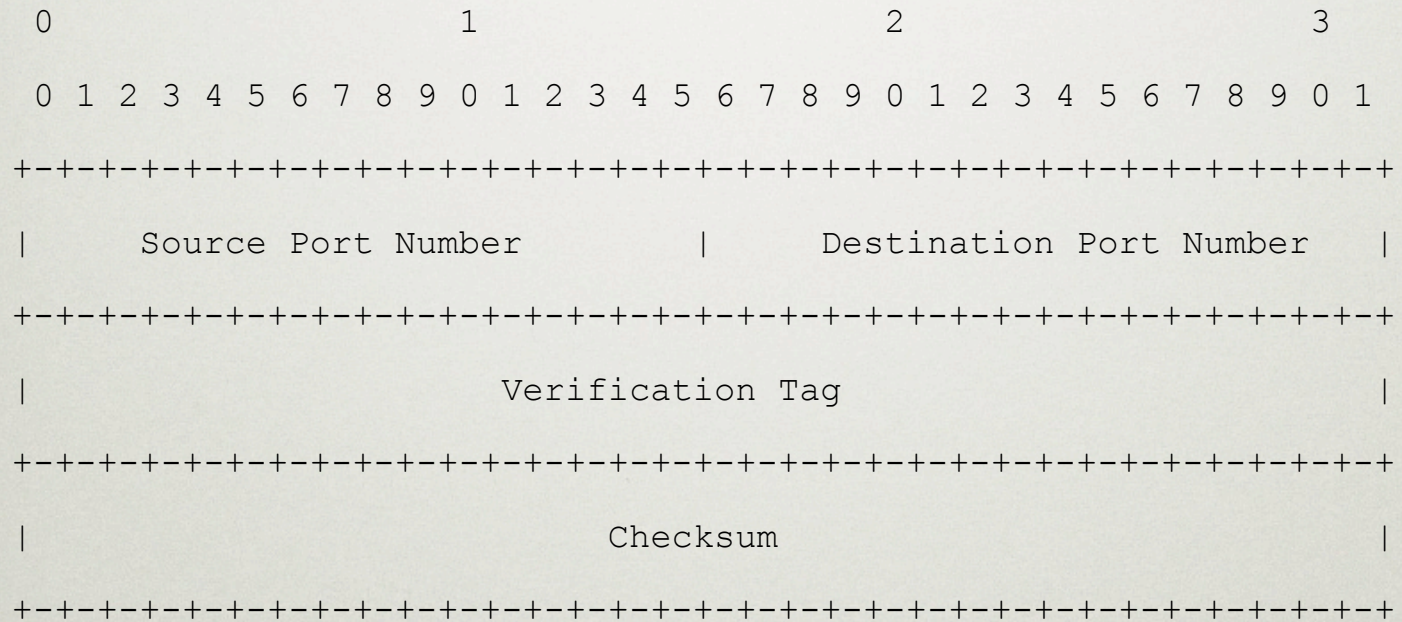 0                   1                   2                   3
0 1 2 3 4 5 6 7 8 9 0 1 2 3 4 5 6 7 8 9 0 1 2 3 4 5 6 7 8 9 0 1
+-+-+-+-+-+-+-+-+-+-+-+-+-+-+-+-+-+-+-+-+-+-+-+-+-+-+-+-+-+-+-+-+
| Source Port Number | Destination Port Number |
+-+-+-+-+-+-+-+-+-+-+-+-+-+-+-+-+-+-+-+-+-+-+-+-+-+-+-+-+-+-+-+-+
| Verification Tag |
+-+-+-+-+-+-+-+-+-+-+-+-+-+-+-+-+-+-+-+-+-+-+-+-+-+-+-+-+-+-+-+-+
| Checksum |
+-+-+-+-+-+-+-+-+-+-+-+-+-+-+-+-+-+-+-+-+-+-+-+-+-+-+-+-+-+-+-+-+